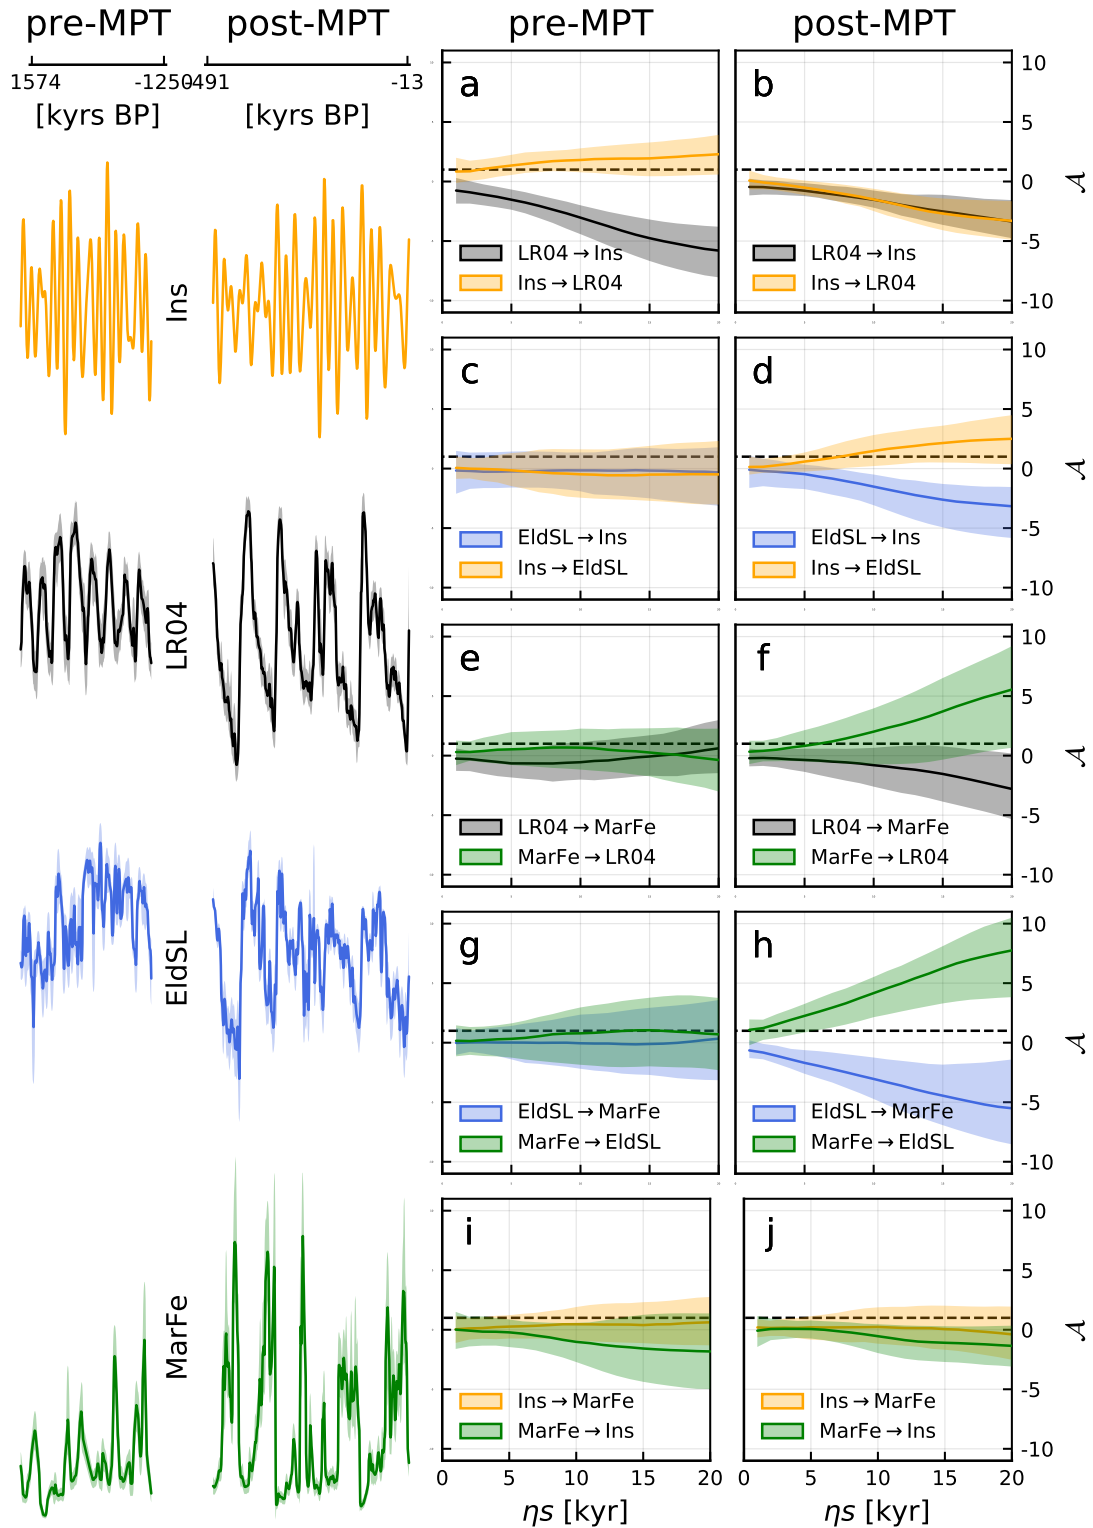 pre-MPT
post-MPT
pre-MPT
post-MPT
1574
-1250
491
-13
[kyrs BP]
[kyrs BP]
Ins
LR04
EldSL
MarFe
a
LR04→Ins
Ins→LR04
b
LR04→Ins
Ins→LR04
10
5
0
-5
-10
𝒜
c
EldSL→Ins
Ins→EldSL
d
EldSL→Ins
Ins→EldSL
10
5
0
-5
-10
𝒜
e
LR04→MarFe
MarFe→LR04
f
LR04→MarFe
MarFe→LR04
10
5
0
-5
-10
𝒜
g
EldSL→MarFe
MarFe→EldSL
h
EldSL→MarFe
MarFe→EldSL
10
5
0
-5
-10
𝒜
i
Ins→MarFe
MarFe→Ins
j
Ins→MarFe
MarFe→Ins
10
5
0
-5
-10
𝒜
0 5 10 15 20
0 5 10 15 20
ηs [kyr]
ηs [kyr]